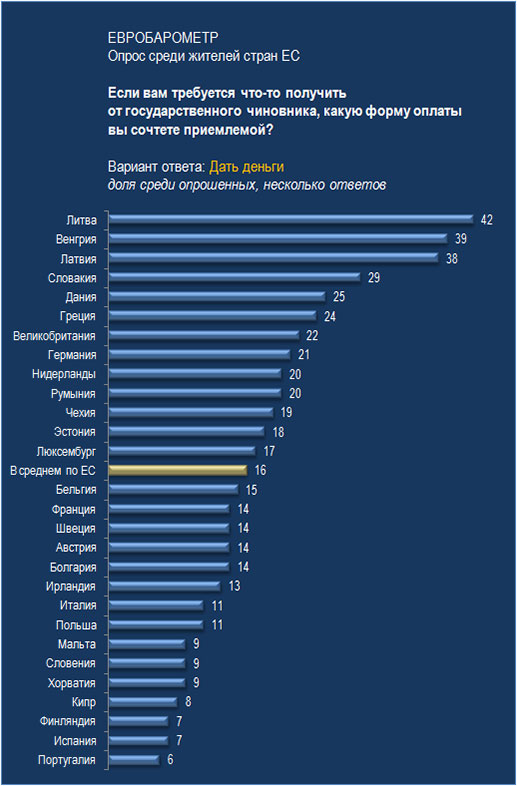 ЕВРОБАРОМЕТР
Опрос среди жителей стран ЕС
Если вам требуется что-то получить
от государственного чиновника, какую форму оплаты
вы сочтете приемлемой?
Вариант ответа: Дать деньги
доля среди опрошенных, несколько ответов
Литва 42
Венгрия 39
Латвия 38
Словакия 29
Дания 25
Греция 24
Великобритания 22
Германия 21
Нидерланды 20
Румыния 20
Чехия 19
Эстония 18
Люксембург 17
В среднем по ЕС 16
Бельгия 15
Франция 14
Швеция 14
Австрия 14
Болгария 14
Ирландия 13
Италия 11
Польша 11
Мальта 9
Словения 9
Хорватия 9
Кипр 8
Финляндия 7
Испания 7
Португалия 6